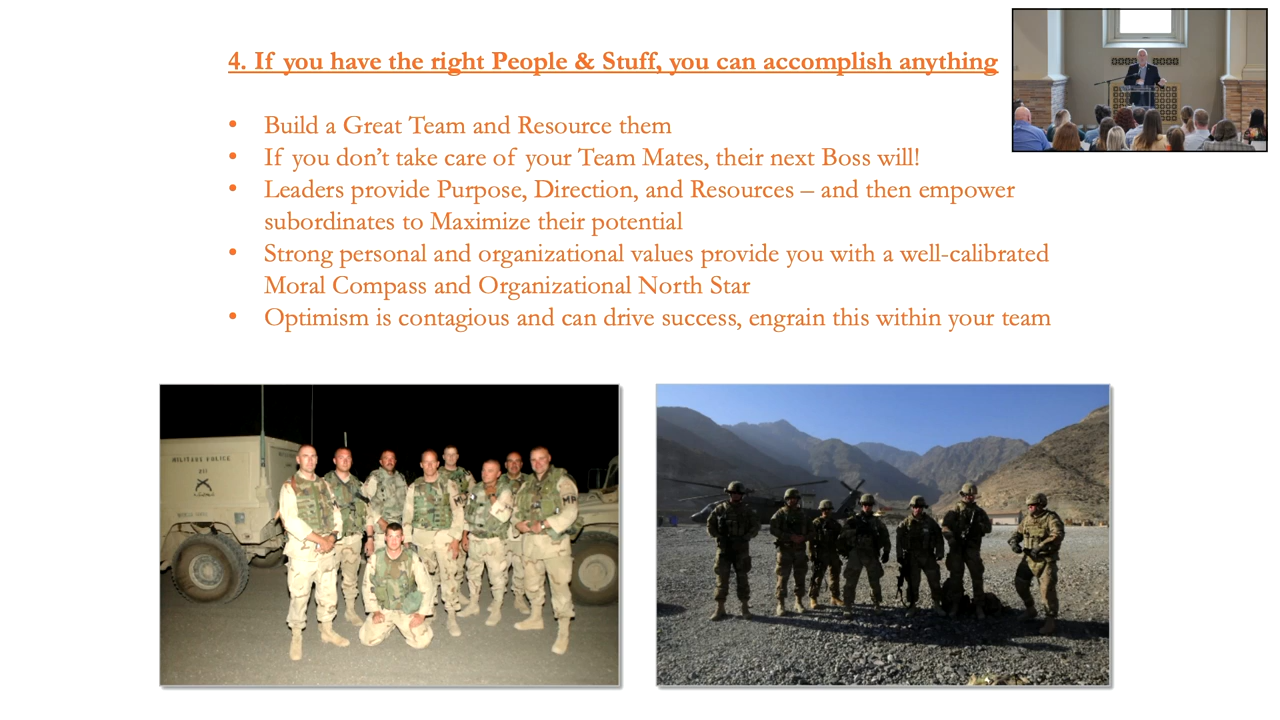 4. If you have the right People & Stuff, you can accomplish anything
• Build a Great Team and Resource them
• If you don’t take care of your Team Mates, their next Boss will!
• Leaders provide Purpose, Direction, and Resources – and then empower
subordinates to Maximize their potential
• Strong personal and organizational values provide you with a well-calibrated
Moral Compass and Organizational North Star
• Optimism is contagious and can drive success, engrain this within your team
MILITARY POLICE
MP